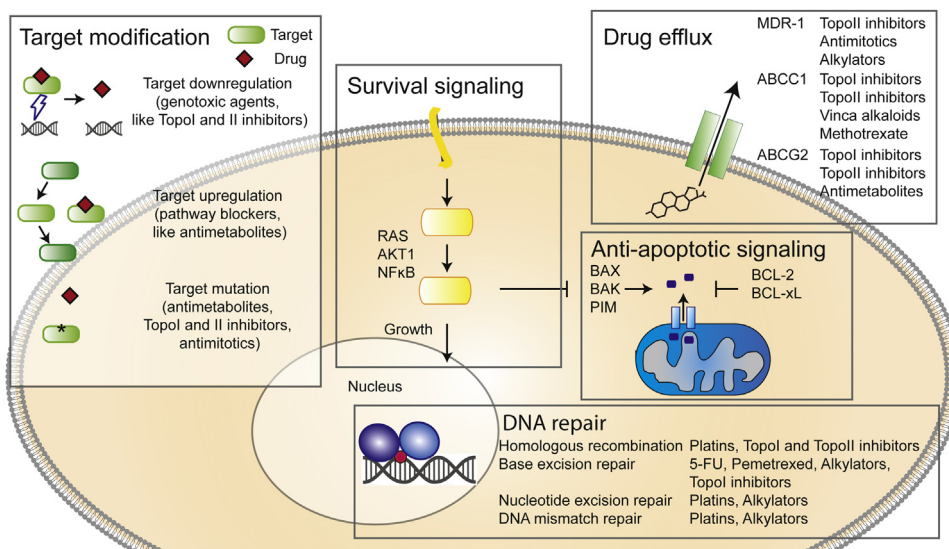 Target modification
Target
Drug
Target downregulation
(genotoxic agents,
like TopoI and II inhibitors)
Target upregulation
(pathway blockers,
like antimetabolites)
Target mutation
(antimetabolites,
TopoI and II inhibitors,
antimitotics)
*
Survival signaling
RAS
AKT1
NFκB
Growth
Nucleus
Drug efflux
MDR-1 TopoII inhibitors
Antimitotics
Alkylators
ABCC1 TopoI inhibitors
TopoII inhibitors
Vinca alkaloids
Methotrexate
ABCG2 TopoI inhibitors
TopoII inhibitors
Antimetabolites
Anti-apoptotic signaling
BAX
BAK
PIM
BCL-2
BCL-xL
DNA repair
Homologous recombination Platins, TopoI and TopoII inhibitors
Base excision repair 5-FU, Pemetrexed, Alkylators,
TopoI inhibitors
Nucleotide excision repair Platins, Alkylators
DNA mismatch repair Platins, Alkylators